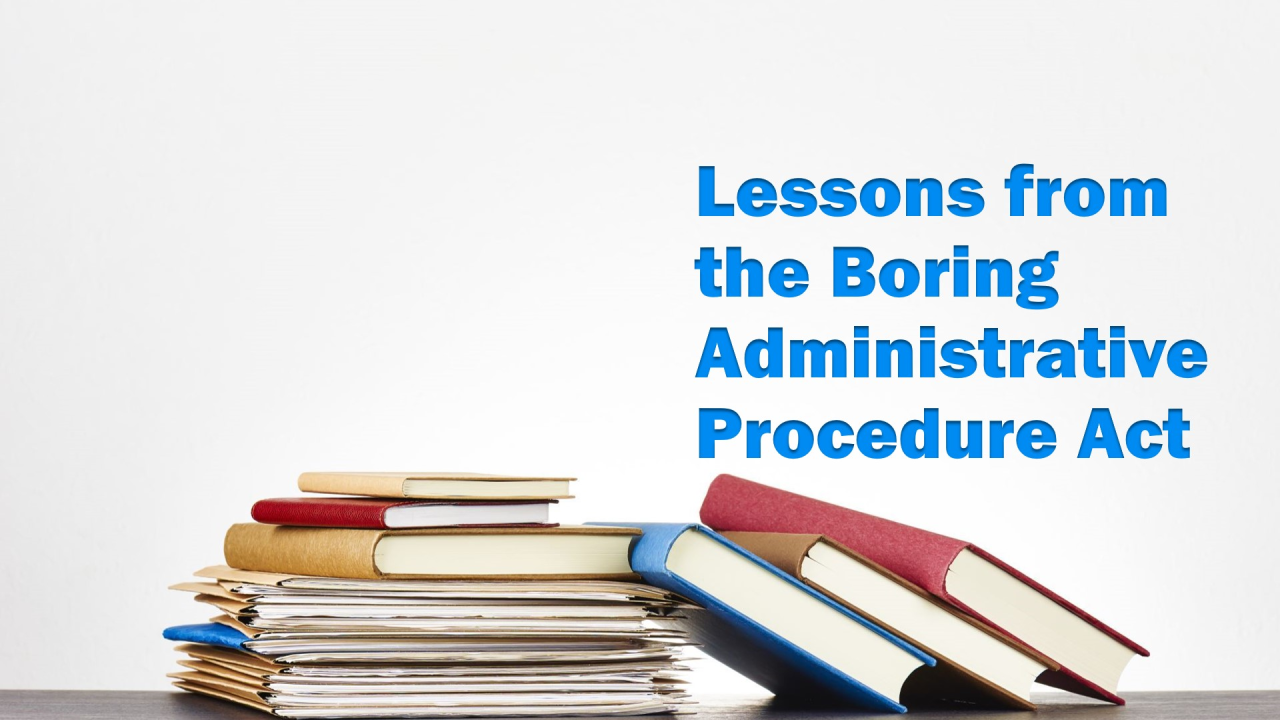 Lessons from
the Boring
Administrative
Procedure Act